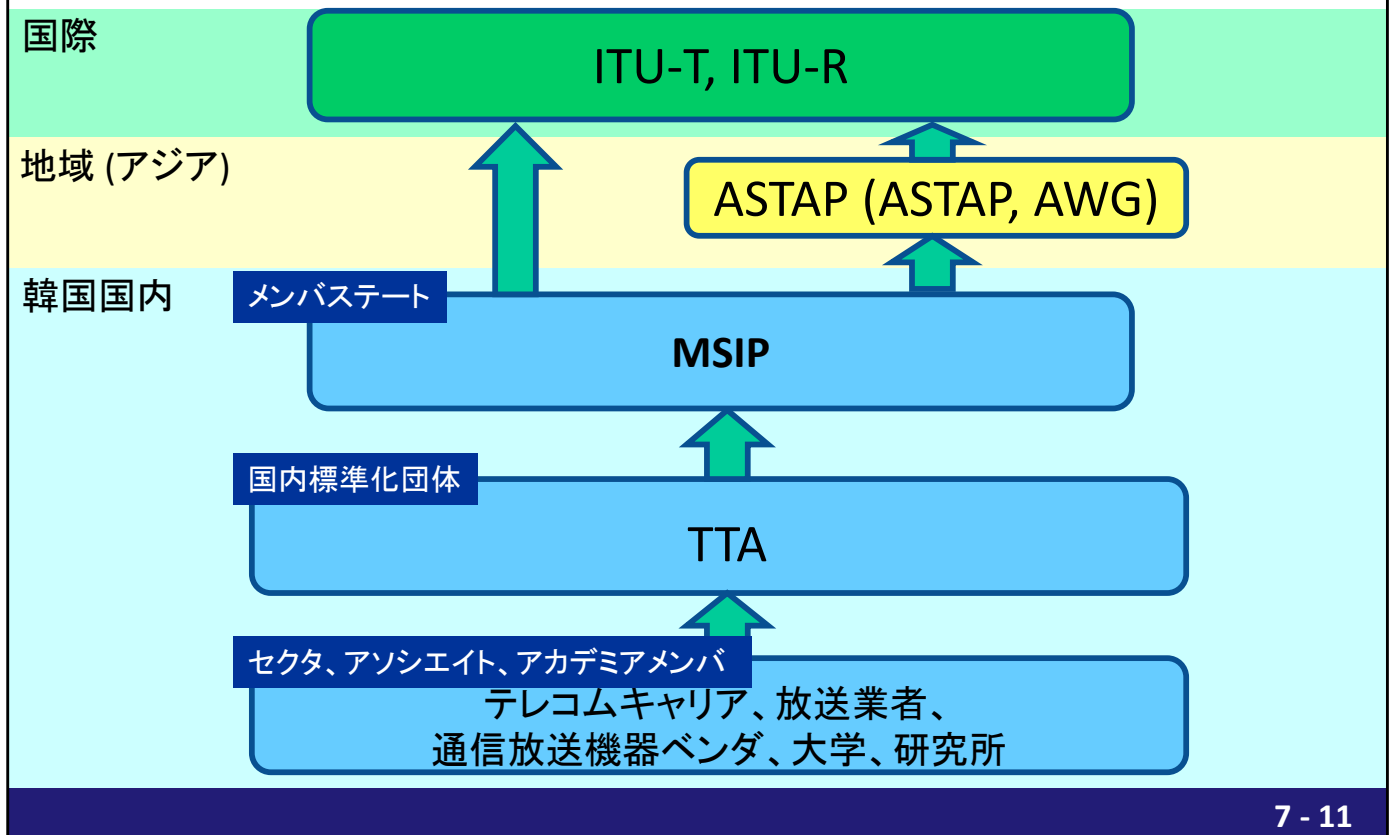 国際
ITU-T, ITU-R
地域 (アジア)
ASTAP (ASTAP, AWG)
韓国国内
メンバステート
MSIP
国内標準化団体
TTA
セクタ、アソシエイト、アカデミアメンバ
テレコムキャリア、放送業者、
通信放送機器ベンダ、大学、研究所
7 - 11